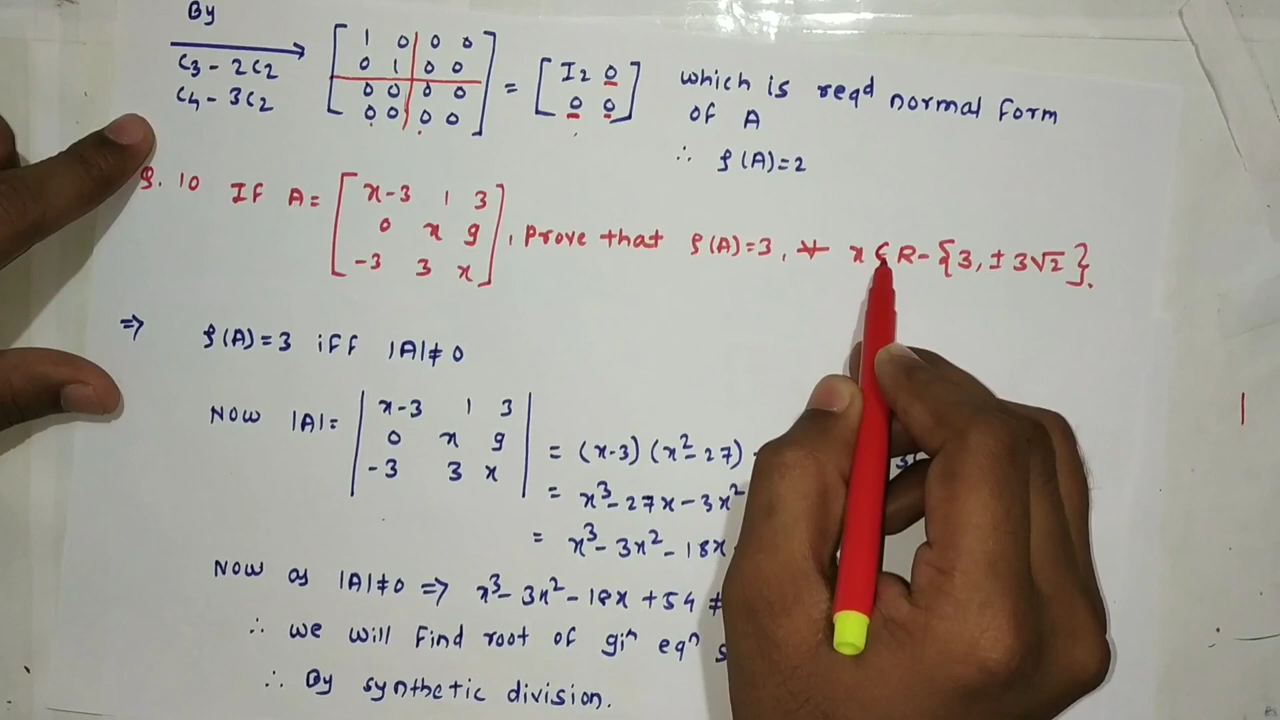 By
C3 - 2C2
C4 - 3C2
[ 1 0 0 0
0 1 0 0
0 0 0 0
0 0 0 0 ] = [ I2 0
0 0 ] which is reqd normal form
of A
∴ ρ(A)=2
Q. 10 If A= [ x-3 1 3
0 x 9
-3 3 x ], prove that ρ(A)=3, ∀ x ∈ R-{3, ± 3√2}.
⇒ ρ(A)=3 iff |A|≠0
Now |A|= | x-3 1 3
0 x 9
-3 3 x | = (x-3) (x²-27)
= x³-27x-3x²
= x³-3x²-18x
Now as |A|≠0 ⇒ x³-3x²-18x+54 ≠
∴ we will find root of giⁿ eqⁿ
∴ By synthetic division.